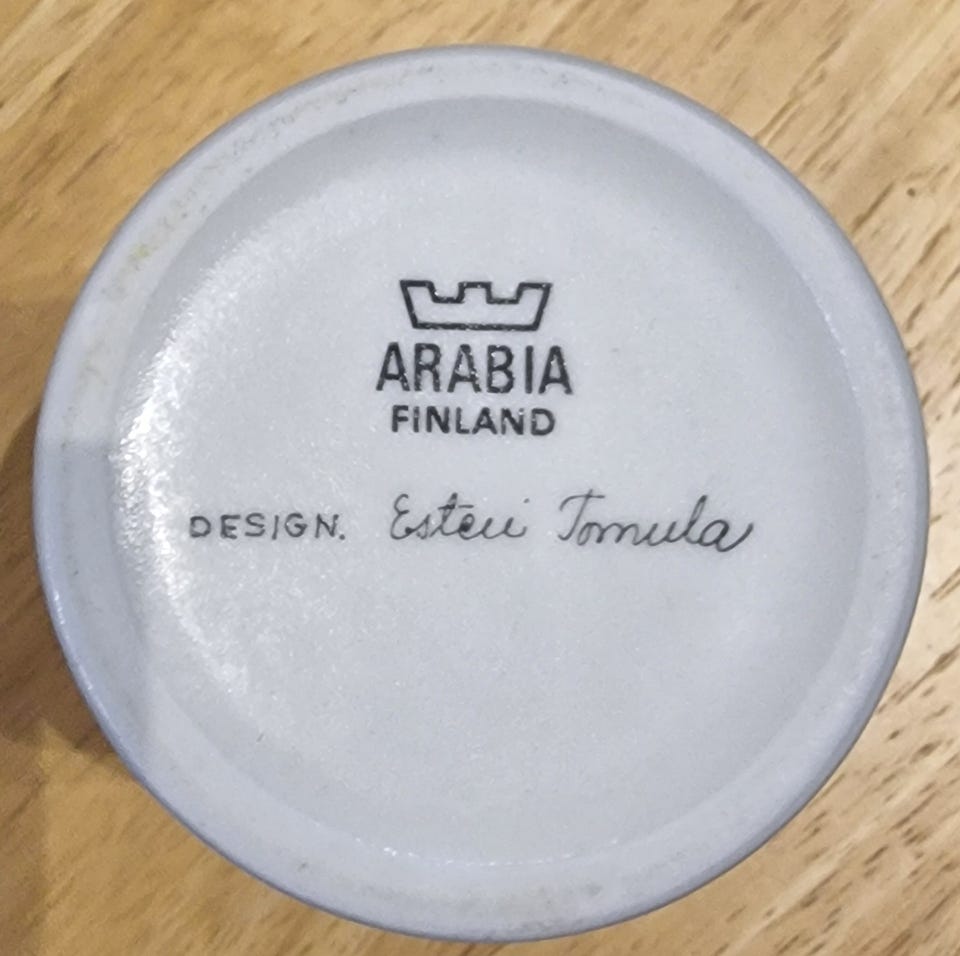 ARABIA
FINLAND
DESIGN. Esteri Tomula